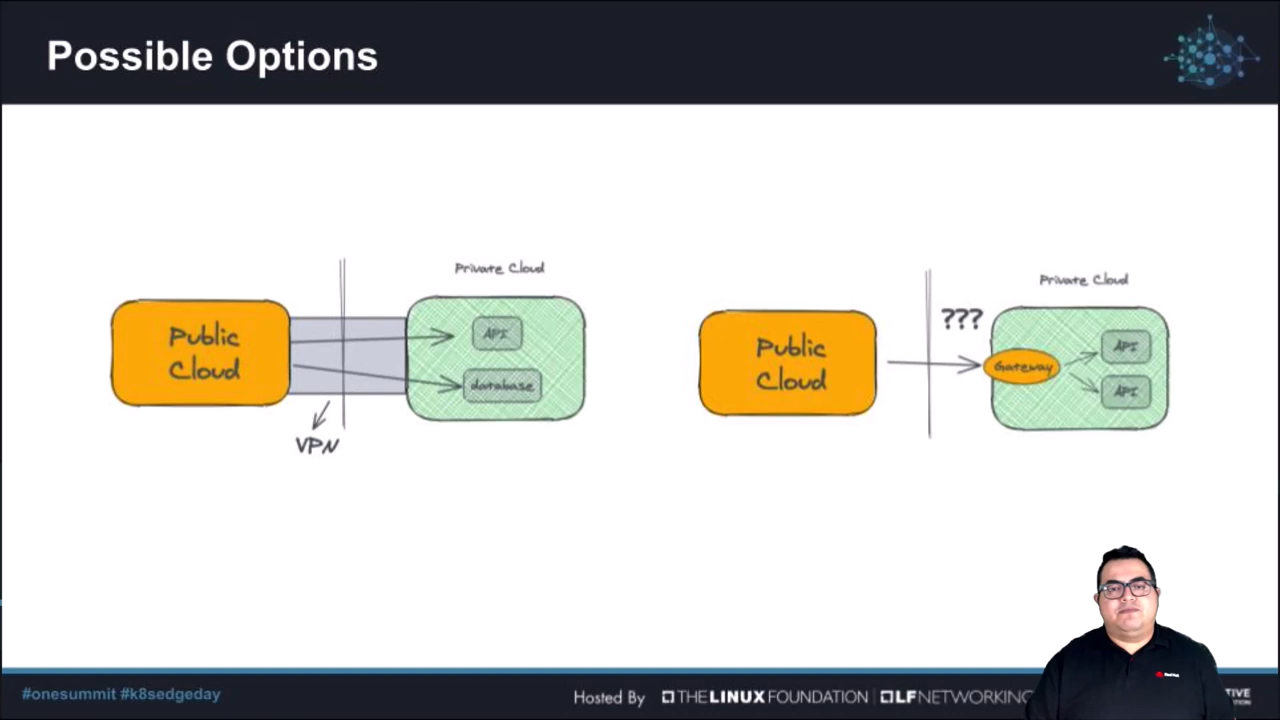 Possible Options
Private Cloud
Public
Cloud
API
database
VPN
Private Cloud
???
Public
Cloud
Gateway
API
API
#onesummit #k8sedgeday
Hosted By THE LINUX FOUNDATION LF NETWORKING